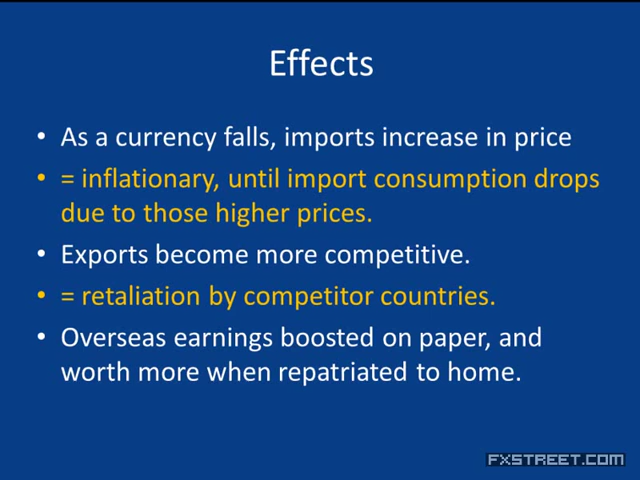 Effects
• As a currency falls, imports increase in price
• = inflationary, until import consumption drops
due to those higher prices.
• Exports become more competitive.
• = retaliation by competitor countries.
• Overseas earnings boosted on paper, and
worth more when repatriated to home.
FXSTREET.COM